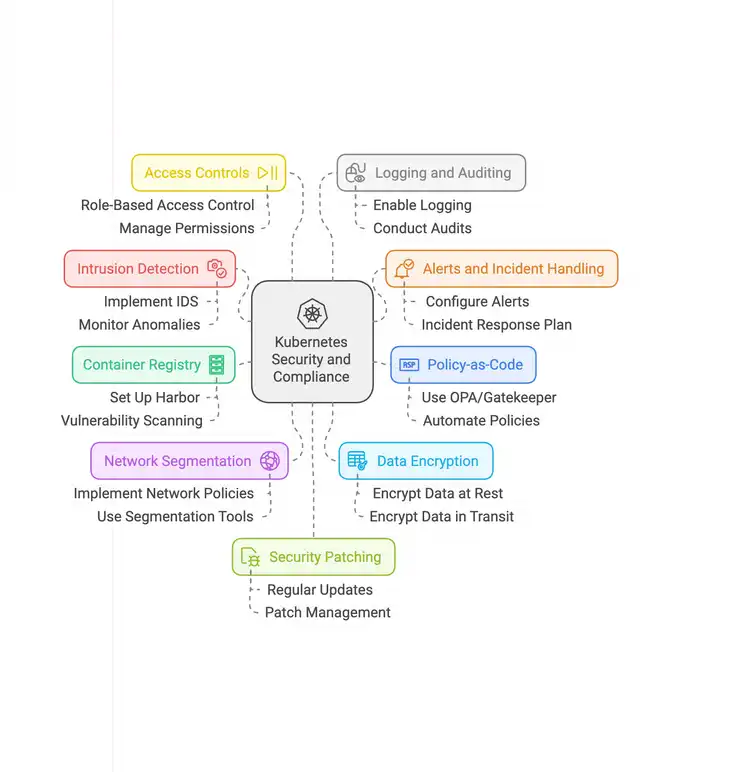 Access Controls
Role-Based Access Control
Manage Permissions
Logging and Auditing
Enable Logging
Conduct Audits
Intrusion Detection
Implement IDS
Monitor Anomalies
Alerts and Incident Handling
Configure Alerts
Incident Response Plan
Kubernetes
Security and
Compliance
Container Registry
Set Up Harbor
Vulnerability Scanning
RSP
Policy-as-Code
Use OPA/Gatekeeper
Automate Policies
Network Segmentation
Implement Network Policies
Use Segmentation Tools
Data Encryption
Encrypt Data at Rest
Encrypt Data in Transit
Security Patching
Regular Updates
Patch Management